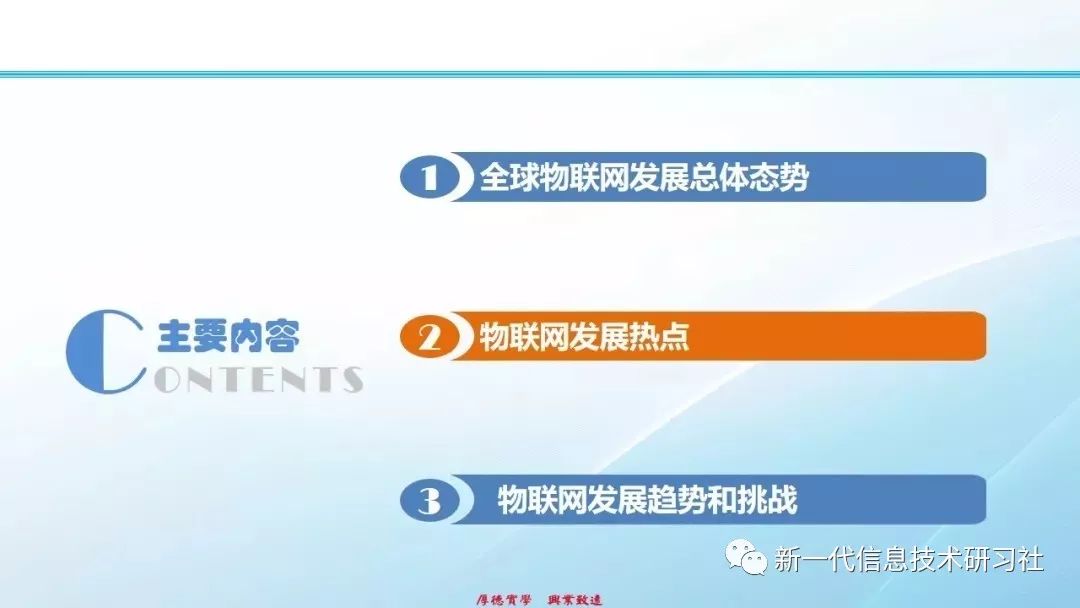 1 全球物联网发展总体态势
主要内容
CONTENTS
2 物联网发展热点
3 物联网发展趋势和挑战
新一代信息技术研习社
厚德實學 興業致遠